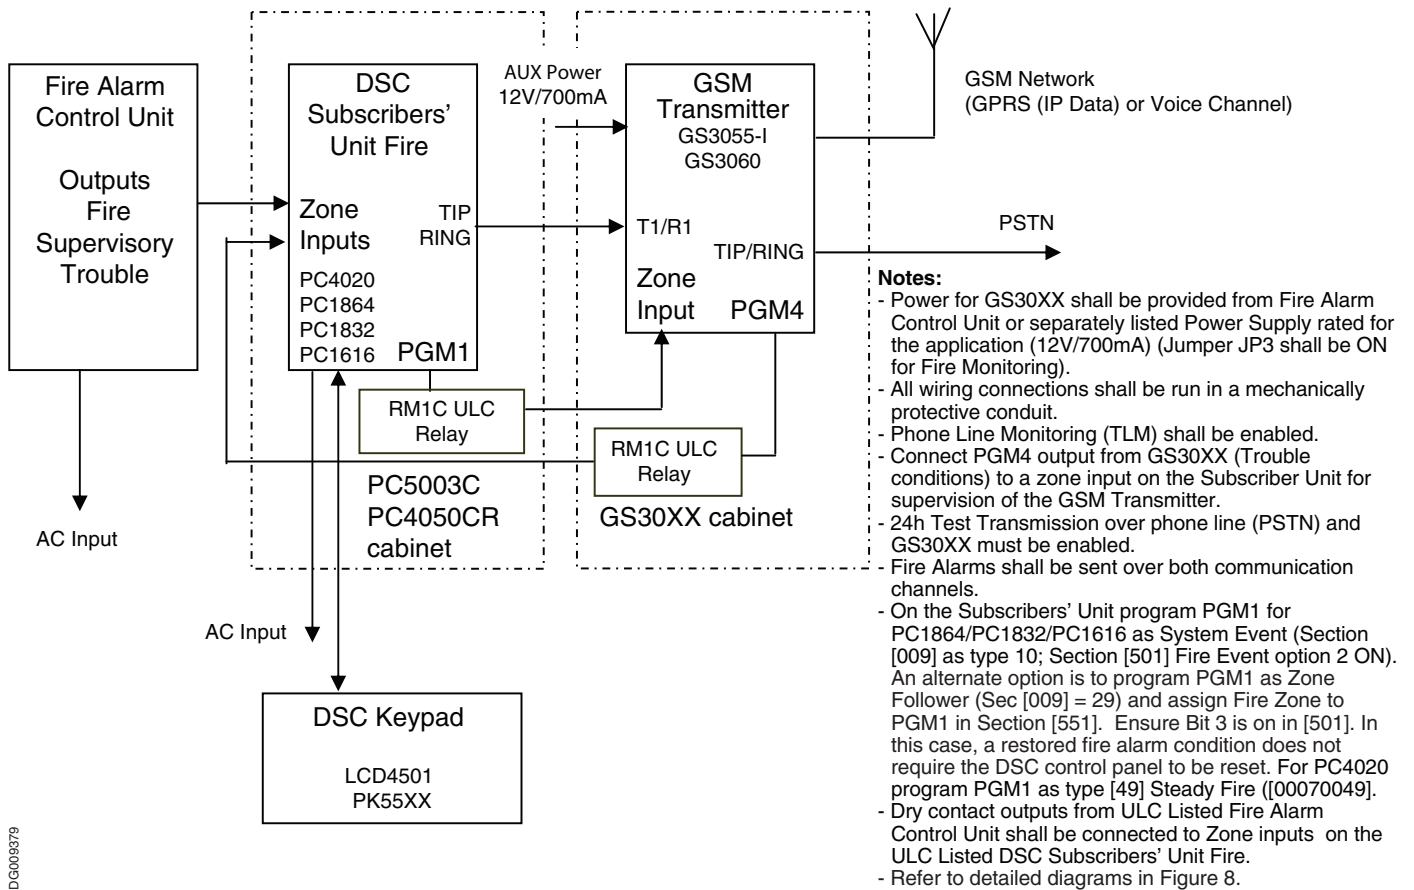 Fire Alarm
Control Unit
Outputs
Fire
Supervisory
Trouble
AC Input
DSC
Subscribers’
Unit Fire
Zone
Inputs
TIP
RING
PC4020
PC1864
PC1832
PC1616
PGM1
RM1C ULC
Relay
PC5003C
PC4050CR
cabinet
AC Input
DSC Keypad
LCD4501
PK55XX
AUX Power
12V/700mA
GSM
Transmitter
GS3055-I
GS3060
T1/R1
TIP/RING
Zone
Input
PGM4
RM1C ULC
Relay
GS30XX cabinet
GSM Network
(GPRS (IP Data) or Voice Channel)
PSTN
Notes:
- Power for GS30XX shall be provided from Fire Alarm
Control Unit or separately listed Power Supply rated for
the application (12V/700mA) (Jumper JP3 shall be ON
for Fire Monitoring).
- All wiring connections shall be run in a mechanically
protective conduit.
- Phone Line Monitoring (TLM) shall be enabled.
- Connect PGM4 output from GS30XX (Trouble
conditions) to a zone input on the Subscriber Unit for
supervision of the GSM Transmitter.
- 24h Test Transmission over phone line (PSTN) and
GS30XX must be enabled.
- Fire Alarms shall be sent over both communication
channels.
- On the Subscribers’ Unit program PGM1 for
PC1864/PC1832/PC1616 as System Event (Section
[009] as type 10; Section [501] Fire Event option 2 ON).
An alternate option is to program PGM1 as Zone
Follower (Sec [009] = 29) and assign Fire Zone to
PGM1 in Section [551]. Ensure Bit 3 is on in [501]. In
this case, a restored fire alarm condition does not
require the DSC control panel to be reset. For PC4020
program PGM1 as type [49] Steady Fire ([00070049].
- Dry contact outputs from ULC Listed Fire Alarm
Control Unit shall be connected to Zone inputs on the
ULC Listed DSC Subscribers’ Unit Fire.
- Refer to detailed diagrams in Figure 8.
DG009379